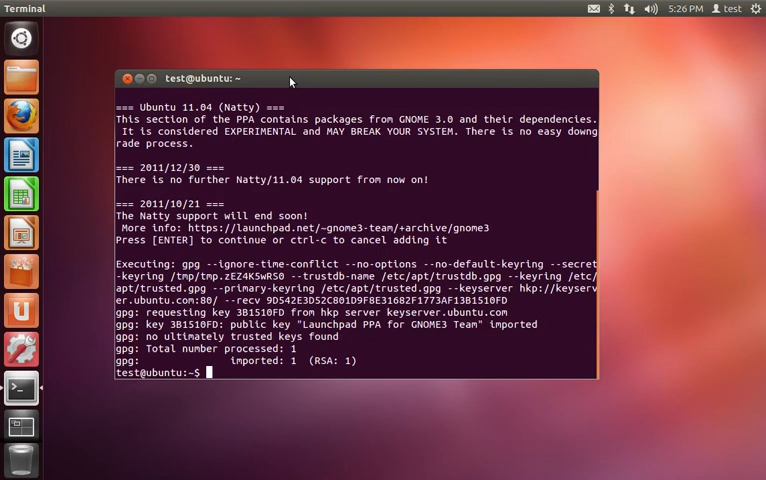 Terminal
5:26 PM
test
test@ubuntu: ~
=== Ubuntu 11.04 (Natty) ===
This section of the PPA contains packages from GNOME 3.0 and their dependencies.
It is considered EXPERIMENTAL and MAY BREAK YOUR SYSTEM. There is no easy downg
rade process.
=== 2011/12/30 ===
There is no further Natty/11.04 support from now on!
=== 2011/10/21 ===
The Natty support will end soon!
More info: https://launchpad.net/~gnome3-team/+archive/gnome3
Press [ENTER] to continue or ctrl-c to cancel adding it
Executing: gpg --ignore-time-conflict --no-options --no-default-keyring --secret
-keyring /tmp/tmp.zEZ4K5wRS0 --trustdb-name /etc/apt/trustdb.gpg --keyring /etc/
apt/trusted.gpg --primary-keyring /etc/apt/trusted.gpg --keyserver hkp://keyserv
er.ubuntu.com:80/ --recv 9D542E3D52C801D9F8E31682F1773AF13B1510FD
gpg: requesting key 3B1510FD from hkp server keyserver.ubuntu.com
gpg: key 3B1510FD: public key "Launchpad PPA for GNOME3 Team" imported
gpg: no ultimately trusted keys found
gpg: Total number processed: 1
gpg: imported: 1 (RSA: 1)
test@ubuntu:~$